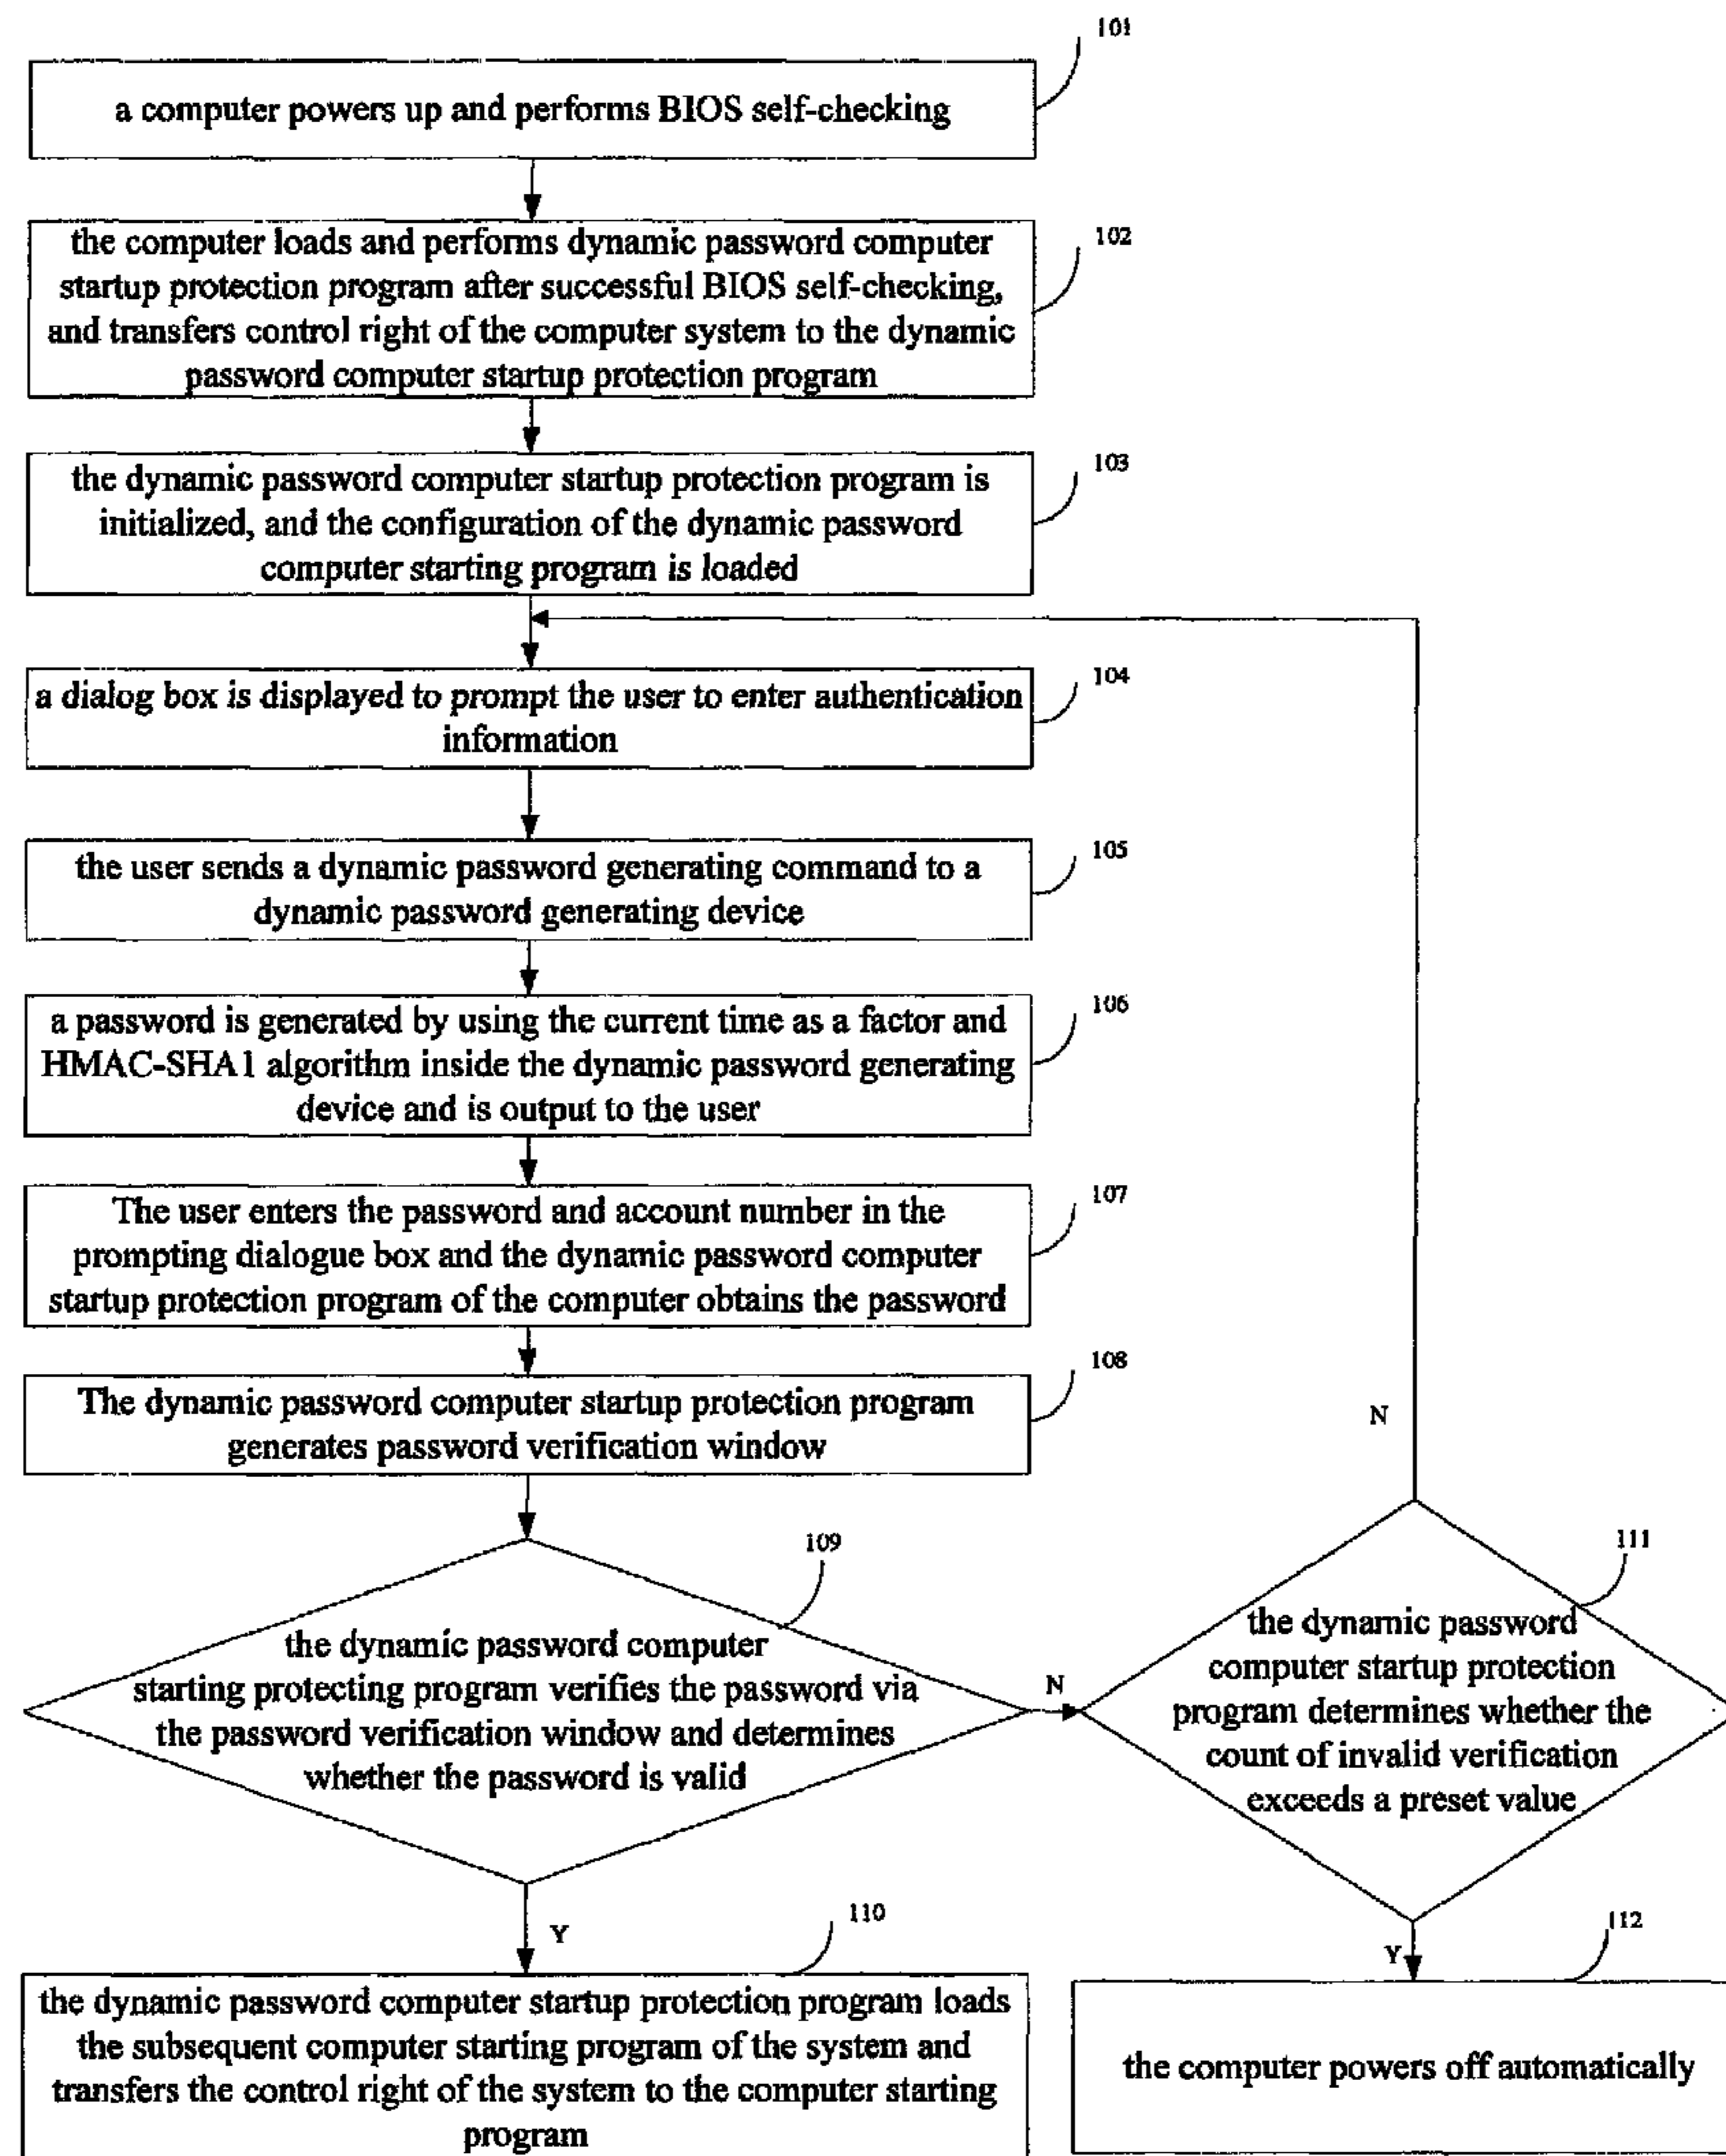 101
a computer powers up and performs BIOS self-checking
102
the computer loads and performs dynamic password computer
startup protection program after successful BIOS self-checking,
and transfers control right of the computer system to the dynamic
password computer startup protection program
103
the dynamic password computer startup protection program is
initialized, and the configuration of the dynamic password
computer starting program is loaded
104
a dialog box is displayed to prompt the user to enter authentication
information
105
the user sends a dynamic password generating command to a
dynamic password generating device
106
a password is generated by using the current time as a factor and
HMAC-SHA1 algorithm inside the dynamic password generating
device and is output to the user
107
The user enters the password and account number in the
prompting dialogue box and the dynamic password computer
startup protection program of the computer obtains the password
108
The dynamic password computer startup protection program
generates password verification window
N
109
the dynamic password computer
starting protecting program verifies the password via
the password verification window and determines
whether the password is valid
N
111
the dynamic password
computer startup protection
program determines whether the
count of invalid verification
exceeds a preset value
Y
110
the dynamic password computer startup protection program loads
the subsequent computer starting program of the system and
transfers the control right of the system to the computer starting
program
Y
112
the computer powers off automatically